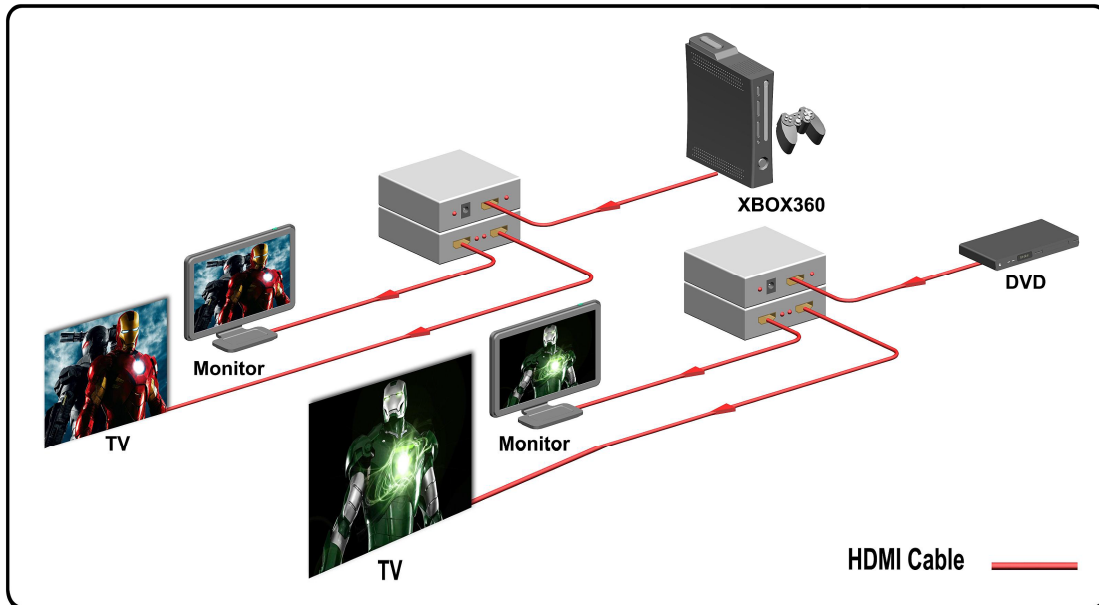 XBOX360
DVD
Monitor
TV
Monitor
TV
HDMI Cable